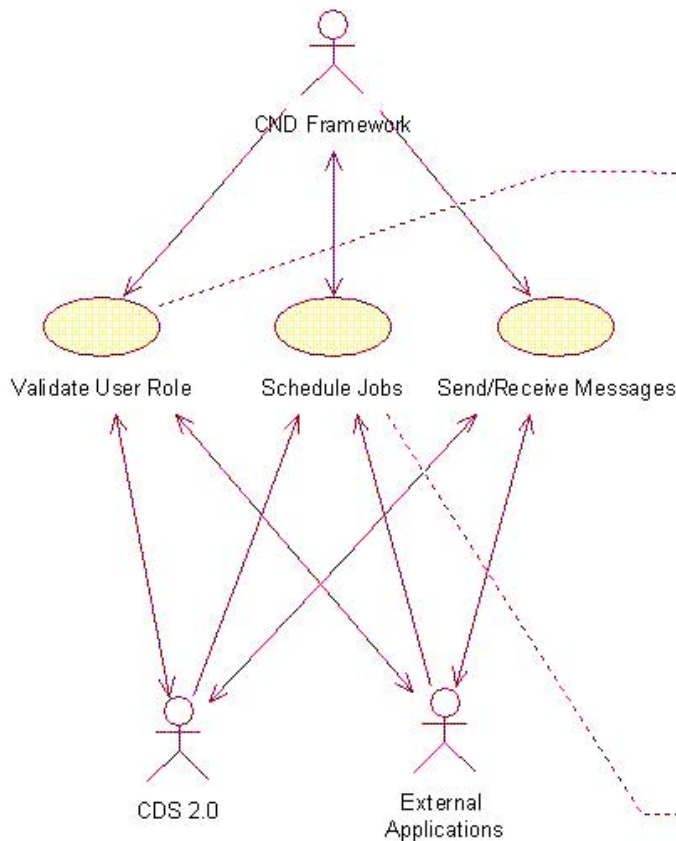 CND Framework
Validate User Role
Schedule Jobs
Send/Receive Messages
CDS 2.0
External
Applications